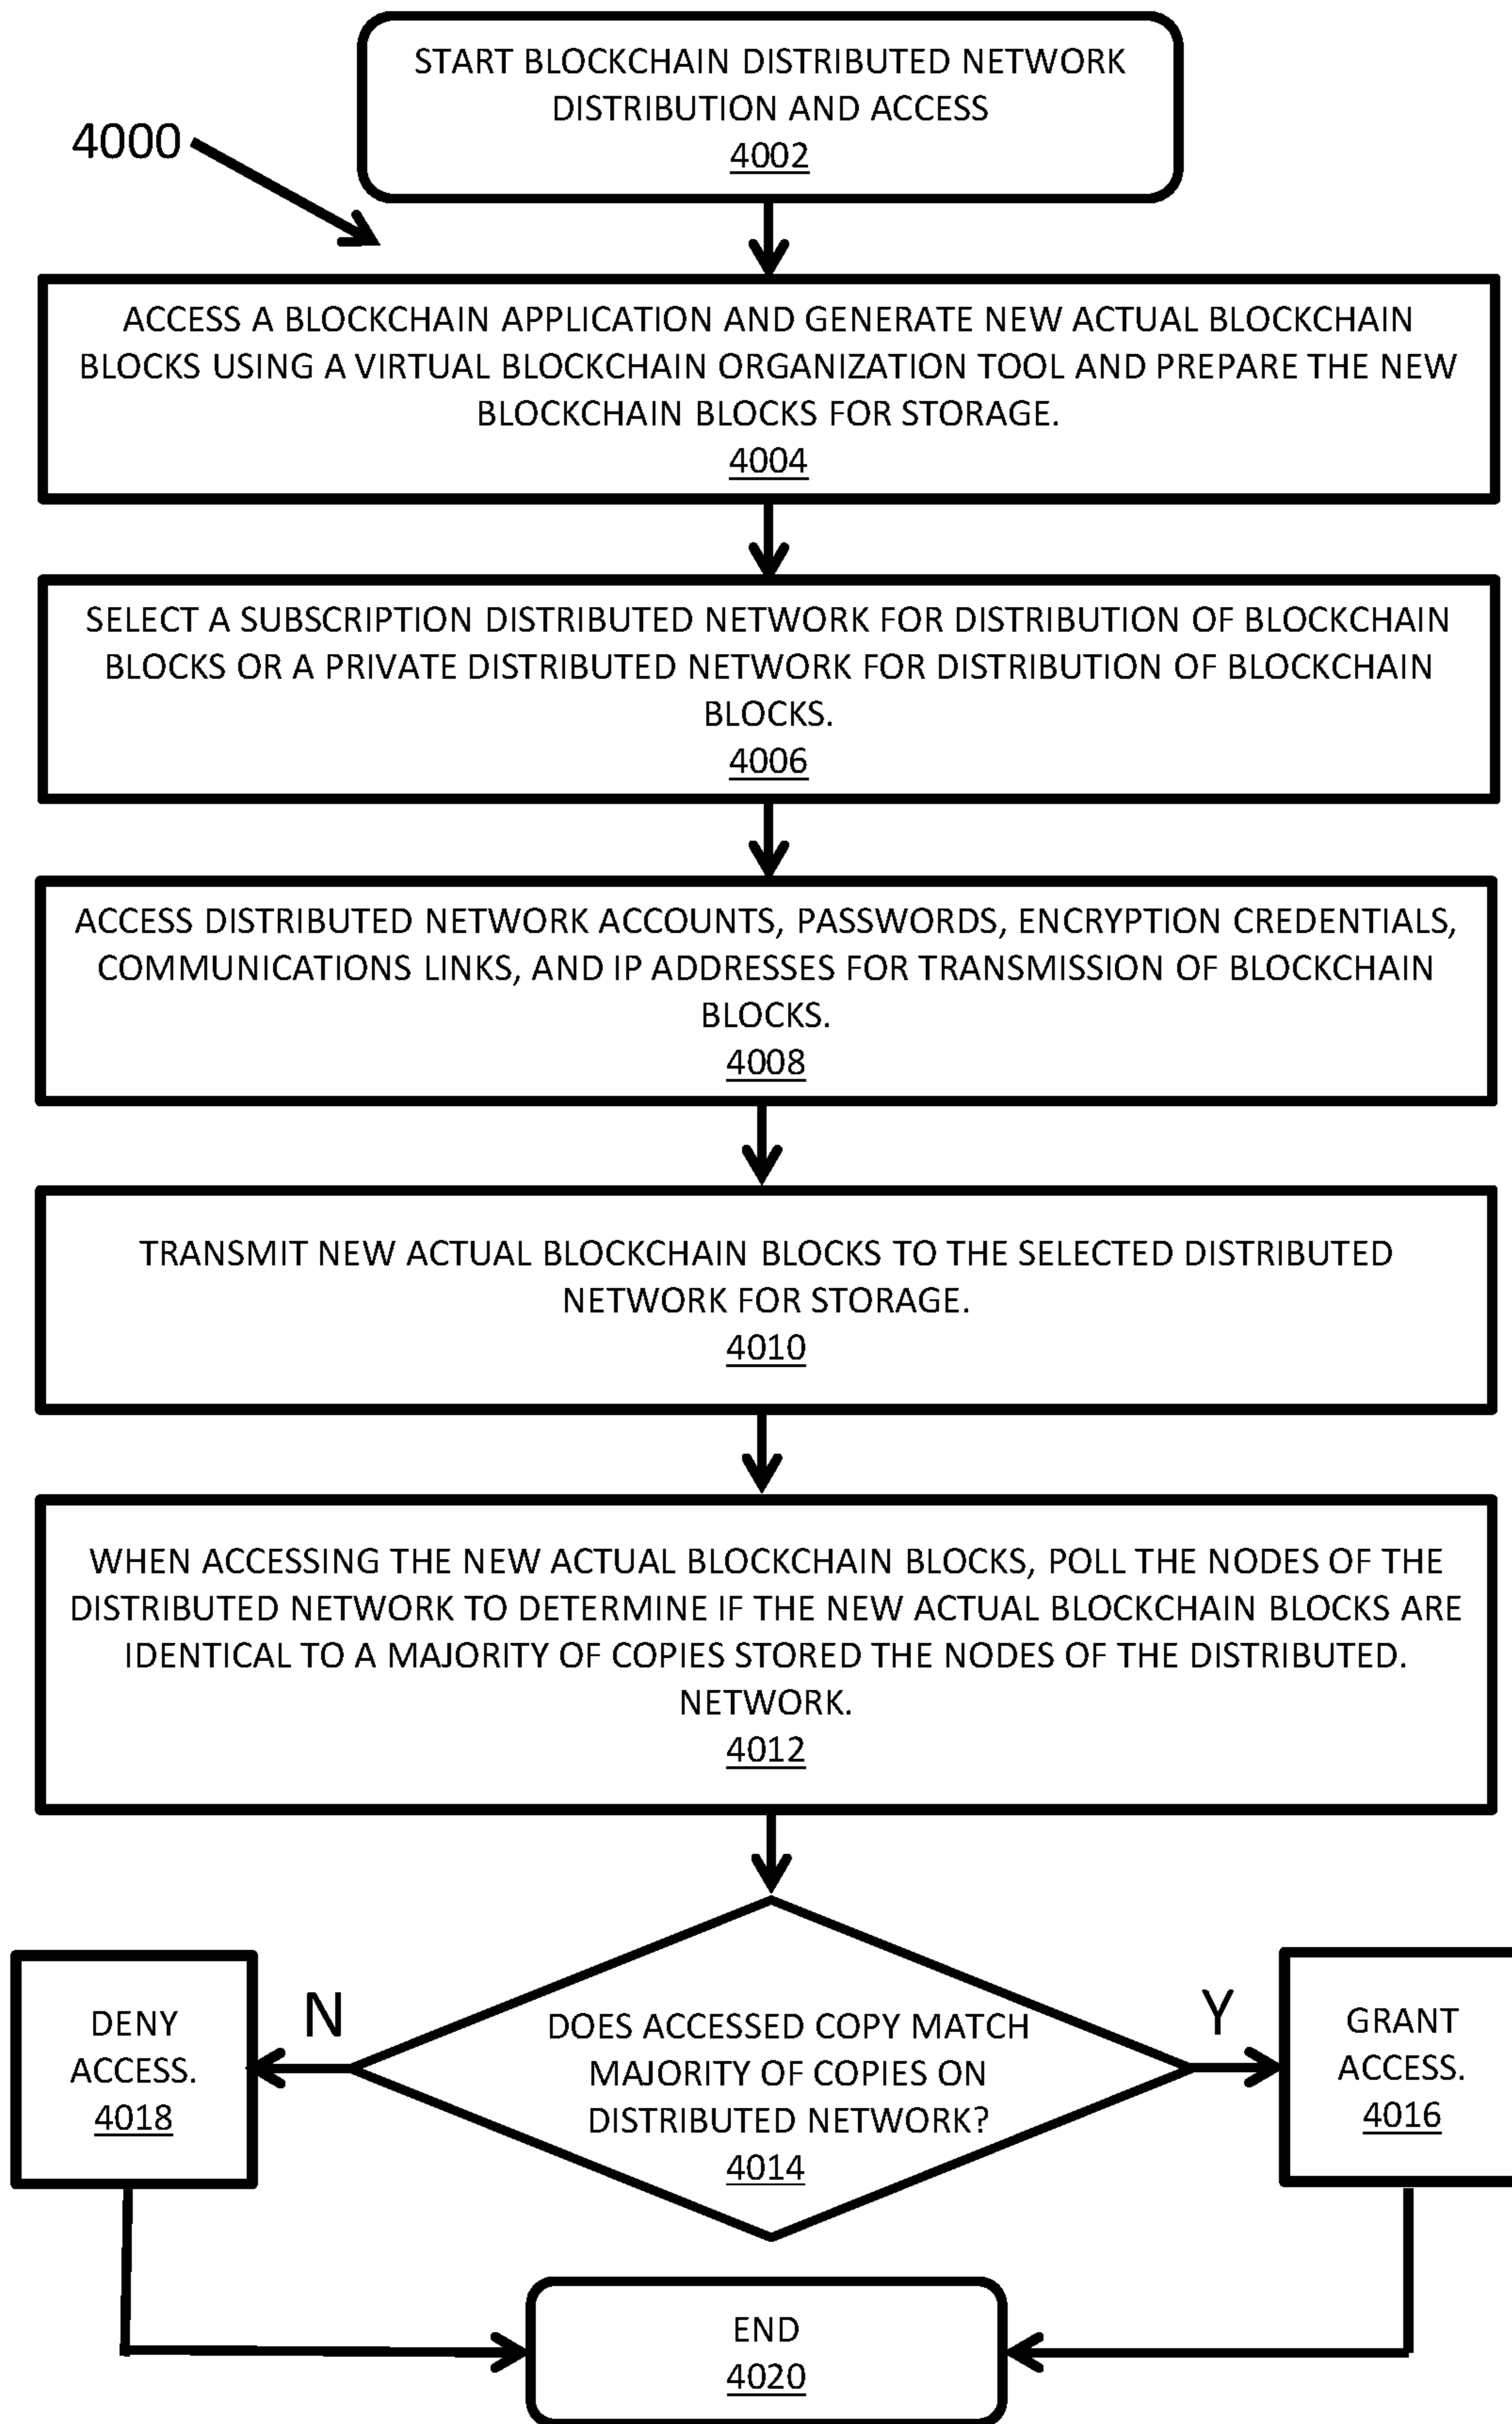 START BLOCKCHAIN DISTRIBUTED NETWORK
DISTRIBUTION AND ACCESS
4002
4000
ACCESS A BLOCKCHAIN APPLICATION AND GENERATE NEW ACTUAL BLOCKCHAIN
BLOCKS USING A VIRTUAL BLOCKCHAIN ORGANIZATION TOOL AND PREPARE THE NEW
BLOCKCHAIN BLOCKS FOR STORAGE.
4004
SELECT A SUBSCRIPTION DISTRIBUTED NETWORK FOR DISTRIBUTION OF BLOCKCHAIN
BLOCKS OR A PRIVATE DISTRIBUTED NETWORK FOR DISTRIBUTION OF BLOCKCHAIN
BLOCKS.
4006
ACCESS DISTRIBUTED NETWORK ACCOUNTS, PASSWORDS, ENCRYPTION CREDENTIALS,
COMMUNICATIONS LINKS, AND IP ADDRESSES FOR TRANSMISSION OF BLOCKCHAIN
BLOCKS.
4008
TRANSMIT NEW ACTUAL BLOCKCHAIN BLOCKS TO THE SELECTED DISTRIBUTED
NETWORK FOR STORAGE.
4010
WHEN ACCESSING THE NEW ACTUAL BLOCKCHAIN BLOCKS, POLL THE NODES OF THE
DISTRIBUTED NETWORK TO DETERMINE IF THE NEW ACTUAL BLOCKCHAIN BLOCKS ARE
IDENTICAL TO A MAJORITY OF COPIES STORED THE NODES OF THE DISTRIBUTED.
NETWORK.
4012
DENY
ACCESS.
4018
N
DOES ACCESSED COPY MATCH
MAJORITY OF COPIES ON
DISTRIBUTED NETWORK?
4014
Y
GRANT
ACCESS.
4016
END
4020